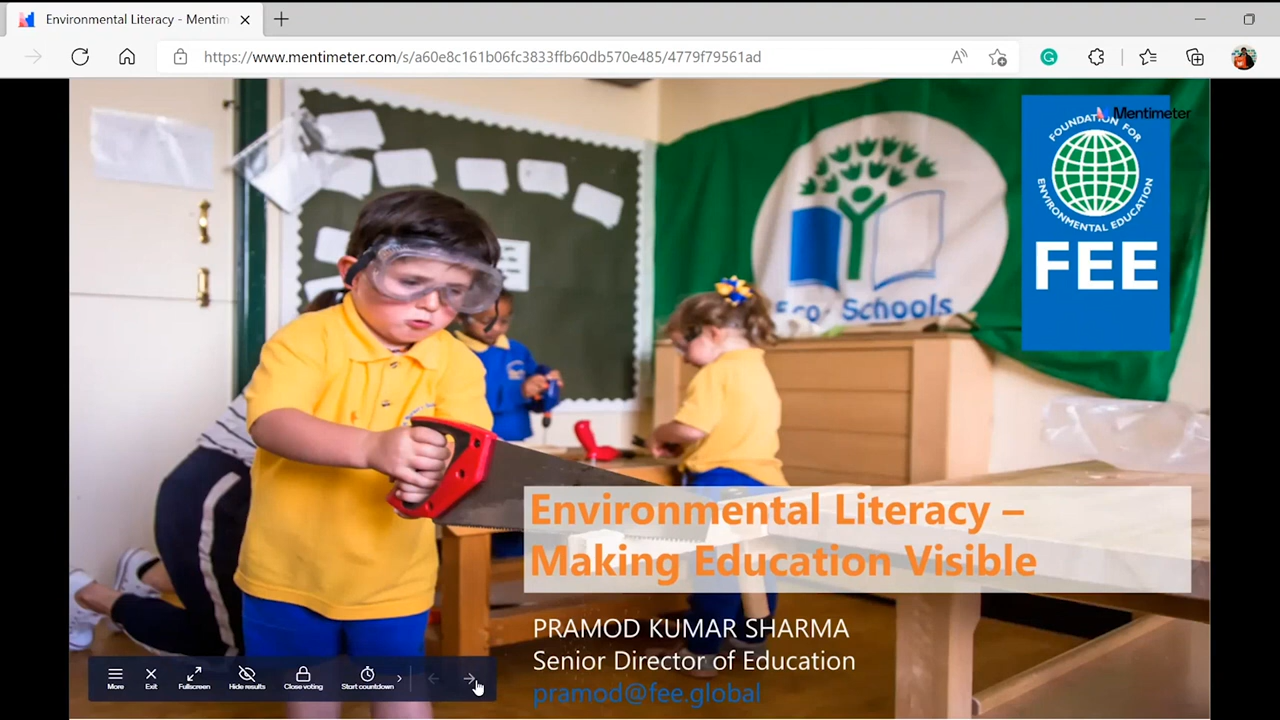 Environmental Literacy - Mentim
https://www.mentimeter.com/s/a60e8c161b06fc3833ffb60db570e485/4779f79561ad
Mentimeter
FOUNDATION FOR
ENVIRONMENTAL EDUCATION
FEE
Eco Schools
Environmental Literacy –
Making Education Visible
PRAMOD KUMAR SHARMA
Senior Director of Education
pramod@fee.global
More
Exit
Fullscreen
Hide results
Close voting
Start countdown